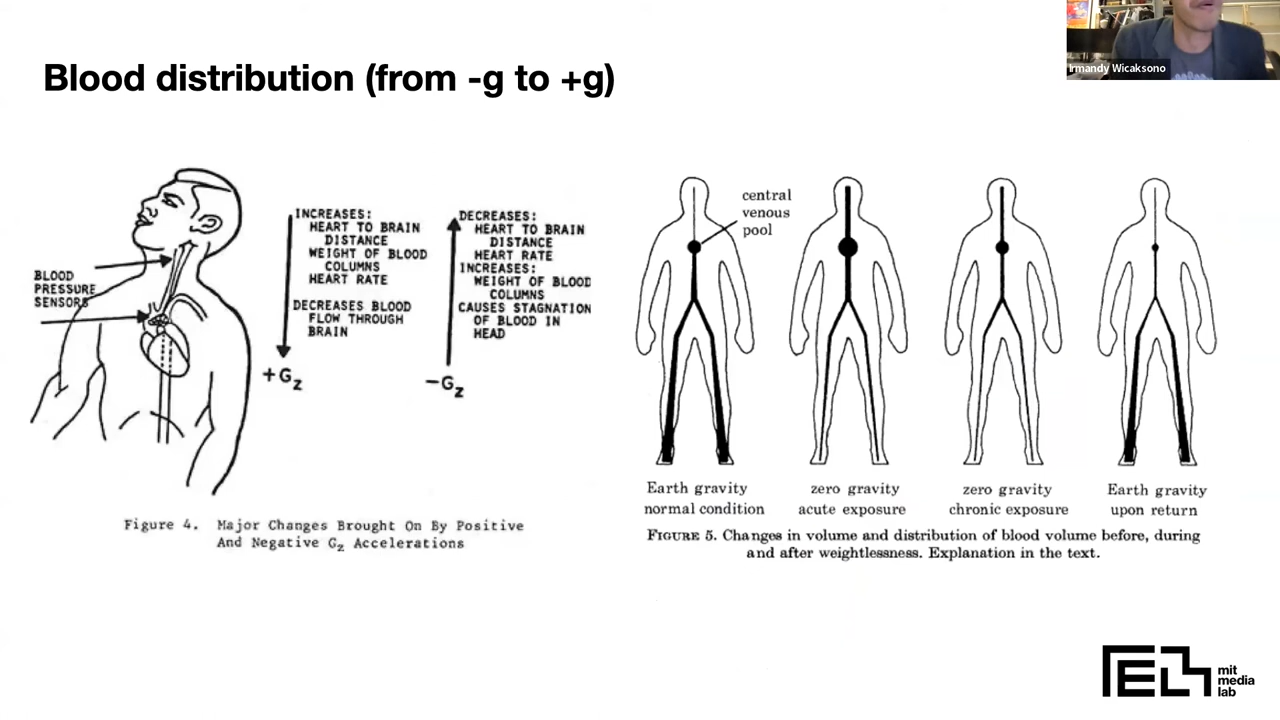 Irmandy Wicaksono
Blood distribution (from -g to +g)
BLOOD
PRESSURE
SENSORS
INCREASES:
HEART TO BRAIN
DISTANCE
WEIGHT OF BLOOD
COLUMNS
HEART RATE
DECREASES BLOOD
FLOW THROUGH
BRAIN
+Gz
DECREASES:
HEART TO BRAIN
DISTANCE
HEART RATE
INCREASES:
WEIGHT OF BLOOD
COLUMNS
CAUSES STAGNATION
OF BLOOD IN
HEAD
−Gz
Figure 4. Major Changes Brought On By Positive
And Negative Gz Accelerations
central
venous
pool
Earth gravity
normal condition
zero gravity
acute exposure
zero gravity
chronic exposure
Earth gravity
upon return
FIGURE 5. Changes in volume and distribution of blood volume before, during
and after weightlessness. Explanation in the text.
mit
media
lab